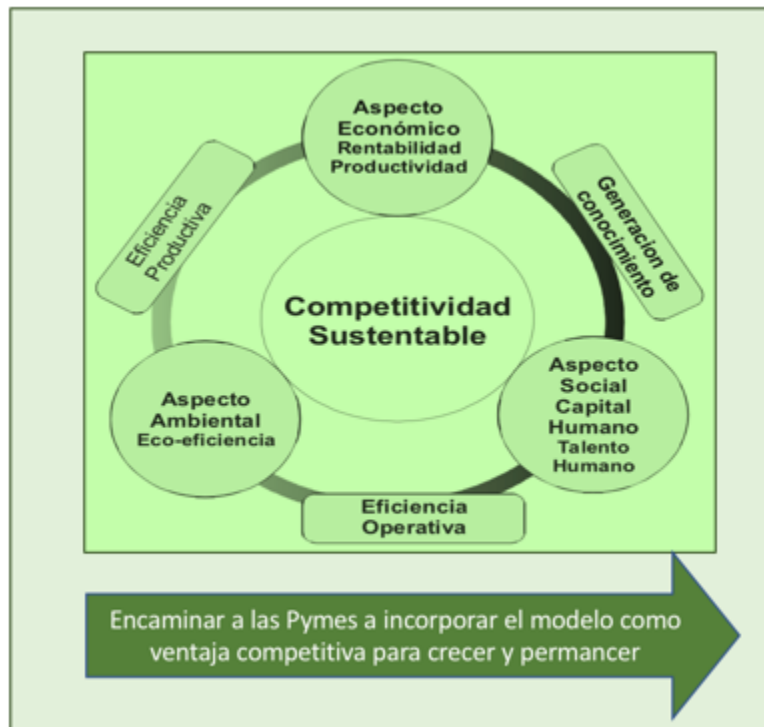 Aspecto
Económico
Rentabilidad
Productividad
Eficiencia
Productiva
Generacion de
conocimiento
Competitividad
Sustentable
Aspecto
Ambiental
Eco-eficiencia
Aspecto
Social
Capital
Humano
Talento
Humano
Eficiencia
Operativa
Encaminar a las Pymes a incorporar el modelo como
ventaja competitiva para crecer y permancer